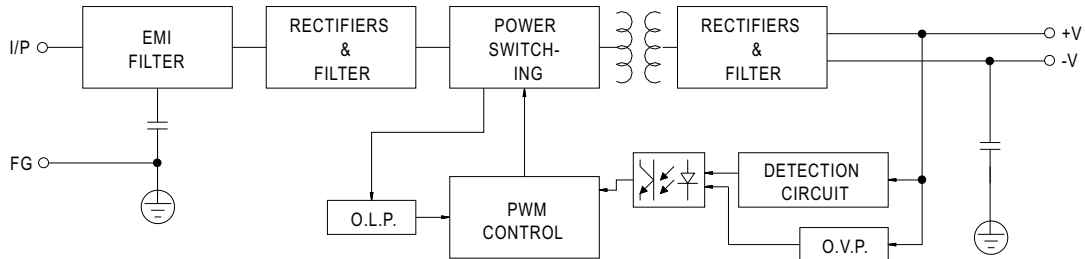 I/P
EMI
FILTER
RECTIFIERS
&
FILTER
POWER
SWITCH-
ING
RECTIFIERS
&
FILTER
+V
-V
FG
O.L.P.
PWM
CONTROL
DETECTION
CIRCUIT
O.V.P.